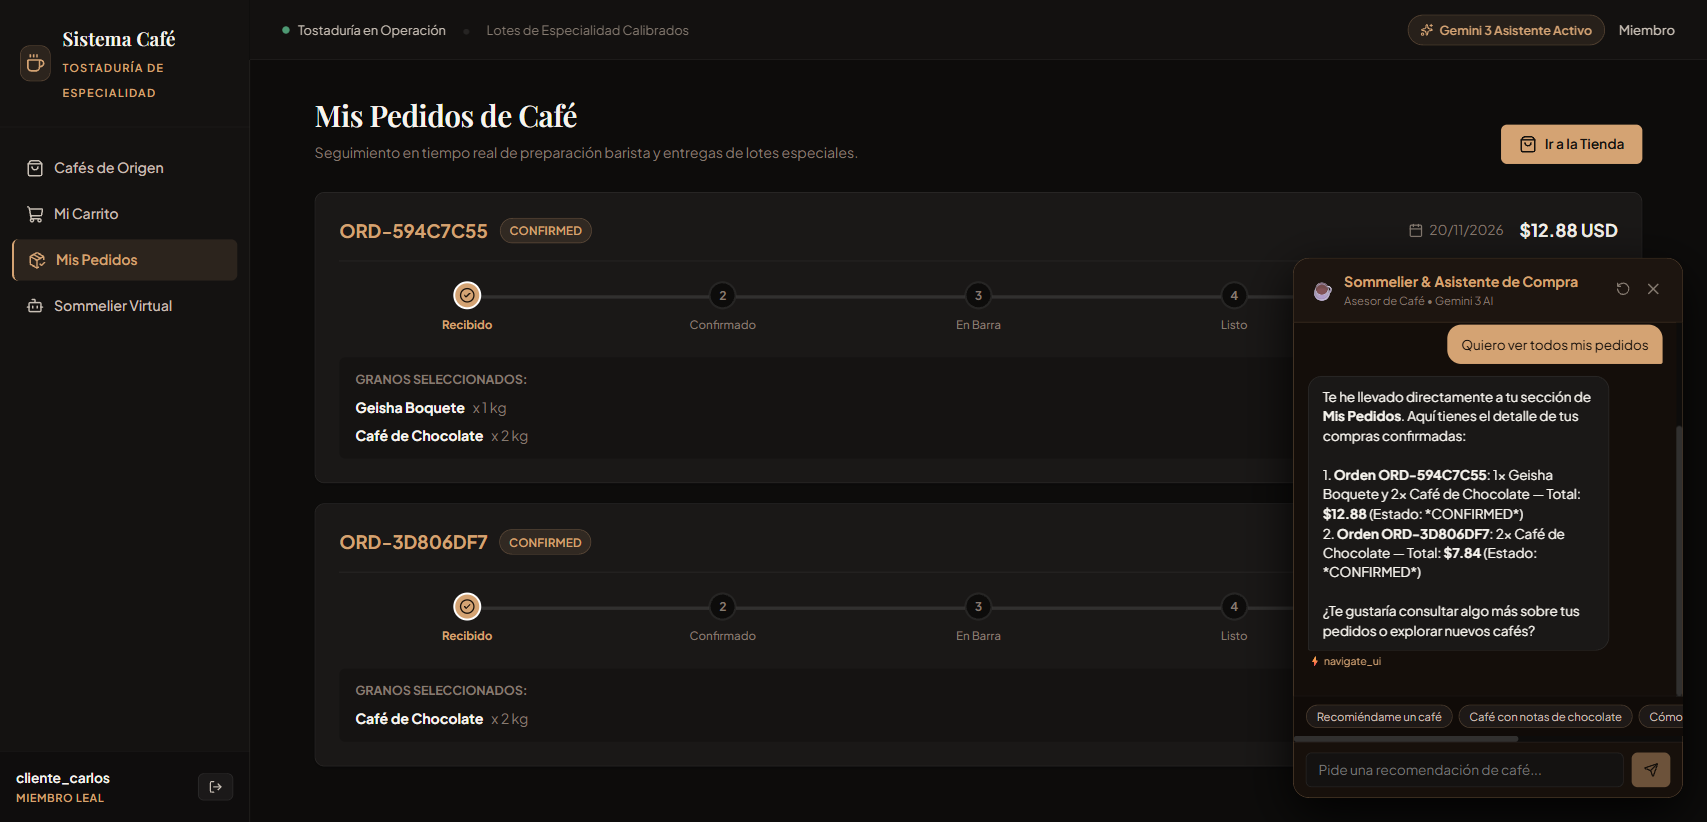 Sistema Café
TOSTADURÍA DE
ESPECIALIDAD
Cafés de Origen
Mi Carrito
Mis Pedidos
Sommelier Virtual
cliente_carlos
MIEMBRO LEAL
Tostaduría en Operación
Lotes de Especialidad Calibrados
Gemini 3 Asistente Activo
Miembro
Mis Pedidos de Café
Seguimiento en tiempo real de preparación barista y entregas de lotes especiales.
Ir a la Tienda
ORD-594C7C55 CONFIRMED
20/11/2026 $12.88 USD
2 3 4
Recibido Confirmado En Barra Listo
GRANOS SELECCIONADOS:
Geisha Boquete x 1 kg
Café de Chocolate x 2 kg
ORD-3D806DF7 CONFIRMED
2 3 4
Recibido Confirmado En Barra Listo
GRANOS SELECCIONADOS:
Café de Chocolate x 2 kg
Sommelier & Asistente de Compra
Asesor de Café • Gemini 3 AI
Quiero ver todos mis pedidos
Te he llevado directamente a tu sección de
Mis Pedidos. Aquí tienes el detalle de tus
compras confirmadas:
1. Orden ORD-594C7C55: 1x Geisha
Boquete y 2x Café de Chocolate — Total:
$12.88 (Estado: *CONFIRMED*)
2. Orden ORD-3D806DF7: 2x Café de
Chocolate — Total: $7.84 (Estado:
*CONFIRMED*)
¿Te gustaría consultar algo más sobre tus
pedidos o explorar nuevos cafés?
navigate_ui
Recomiéndame un café
Café con notas de chocolate
Cómo
Pide una recomendación de café...